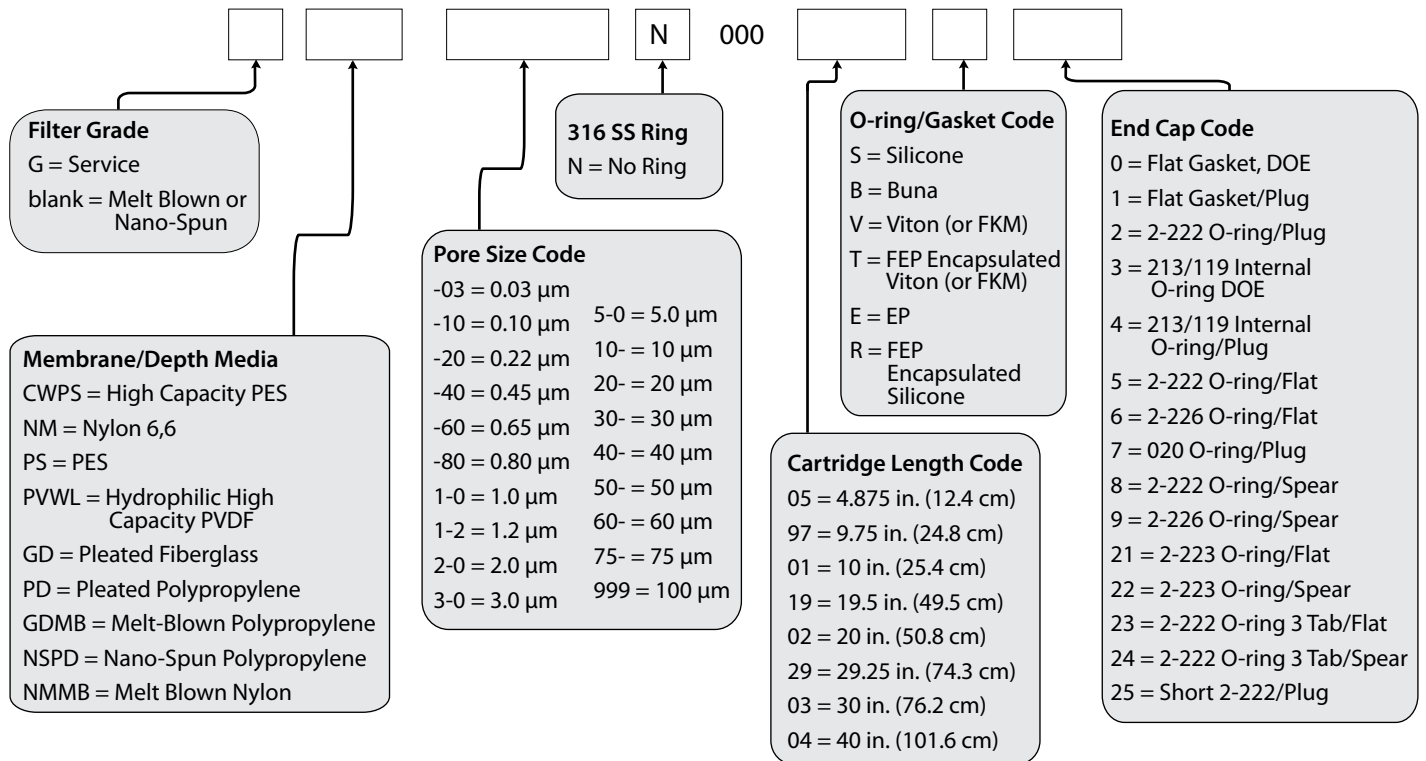 N 000
Filter Grade
G = Service
blank = Melt Blown or
Nano-Spun
Membrane/Depth Media
CWPS = High Capacity PES
NM = Nylon 6,6
PS = PES
PVWL = Hydrophilic High
Capacity PVDF
GD = Pleated Fiberglass
PD = Pleated Polypropylene
GDMB = Melt-Blown Polypropylene
NSPD = Nano-Spun Polypropylene
NMMB = Melt Blown Nylon
Pore Size Code
-03 = 0.03 µm
-10 = 0.10 µm
-20 = 0.22 µm
-40 = 0.45 µm
-60 = 0.65 µm
-80 = 0.80 µm
1-0 = 1.0 µm
1-2 = 1.2 µm
2-0 = 2.0 µm
3-0 = 3.0 µm
5-0 = 5.0 µm
10- = 10 µm
20- = 20 µm
30- = 30 µm
40- = 40 µm
50- = 50 µm
60- = 60 µm
75- = 75 µm
999 = 100 µm
316 SS Ring
N = No Ring
Cartridge Length Code
05 = 4.875 in. (12.4 cm)
97 = 9.75 in. (24.8 cm)
01 = 10 in. (25.4 cm)
19 = 19.5 in. (49.5 cm)
02 = 20 in. (50.8 cm)
29 = 29.25 in. (74.3 cm)
03 = 30 in. (76.2 cm)
04 = 40 in. (101.6 cm)
O-ring/Gasket Code
S = Silicone
B = Buna
V = Viton (or FKM)
T = FEP Encapsulated
Viton (or FKM)
E = EP
R = FEP
Encapsulated
Silicone
End Cap Code
0 = Flat Gasket, DOE
1 = Flat Gasket/Plug
2 = 2-222 O-ring/Plug
3 = 213/119 Internal
O-ring DOE
4 = 213/119 Internal
O-ring/Plug
5 = 2-222 O-ring/Flat
6 = 2-226 O-ring/Flat
7 = 020 O-ring/Plug
8 = 2-222 O-ring/Spear
9 = 2-226 O-ring/Spear
21 = 2-223 O-ring/Flat
22 = 2-223 O-ring/Spear
23 = 2-222 O-ring 3 Tab/Flat
24 = 2-222 O-ring 3 Tab/Spear
25 = Short 2-222/Plug